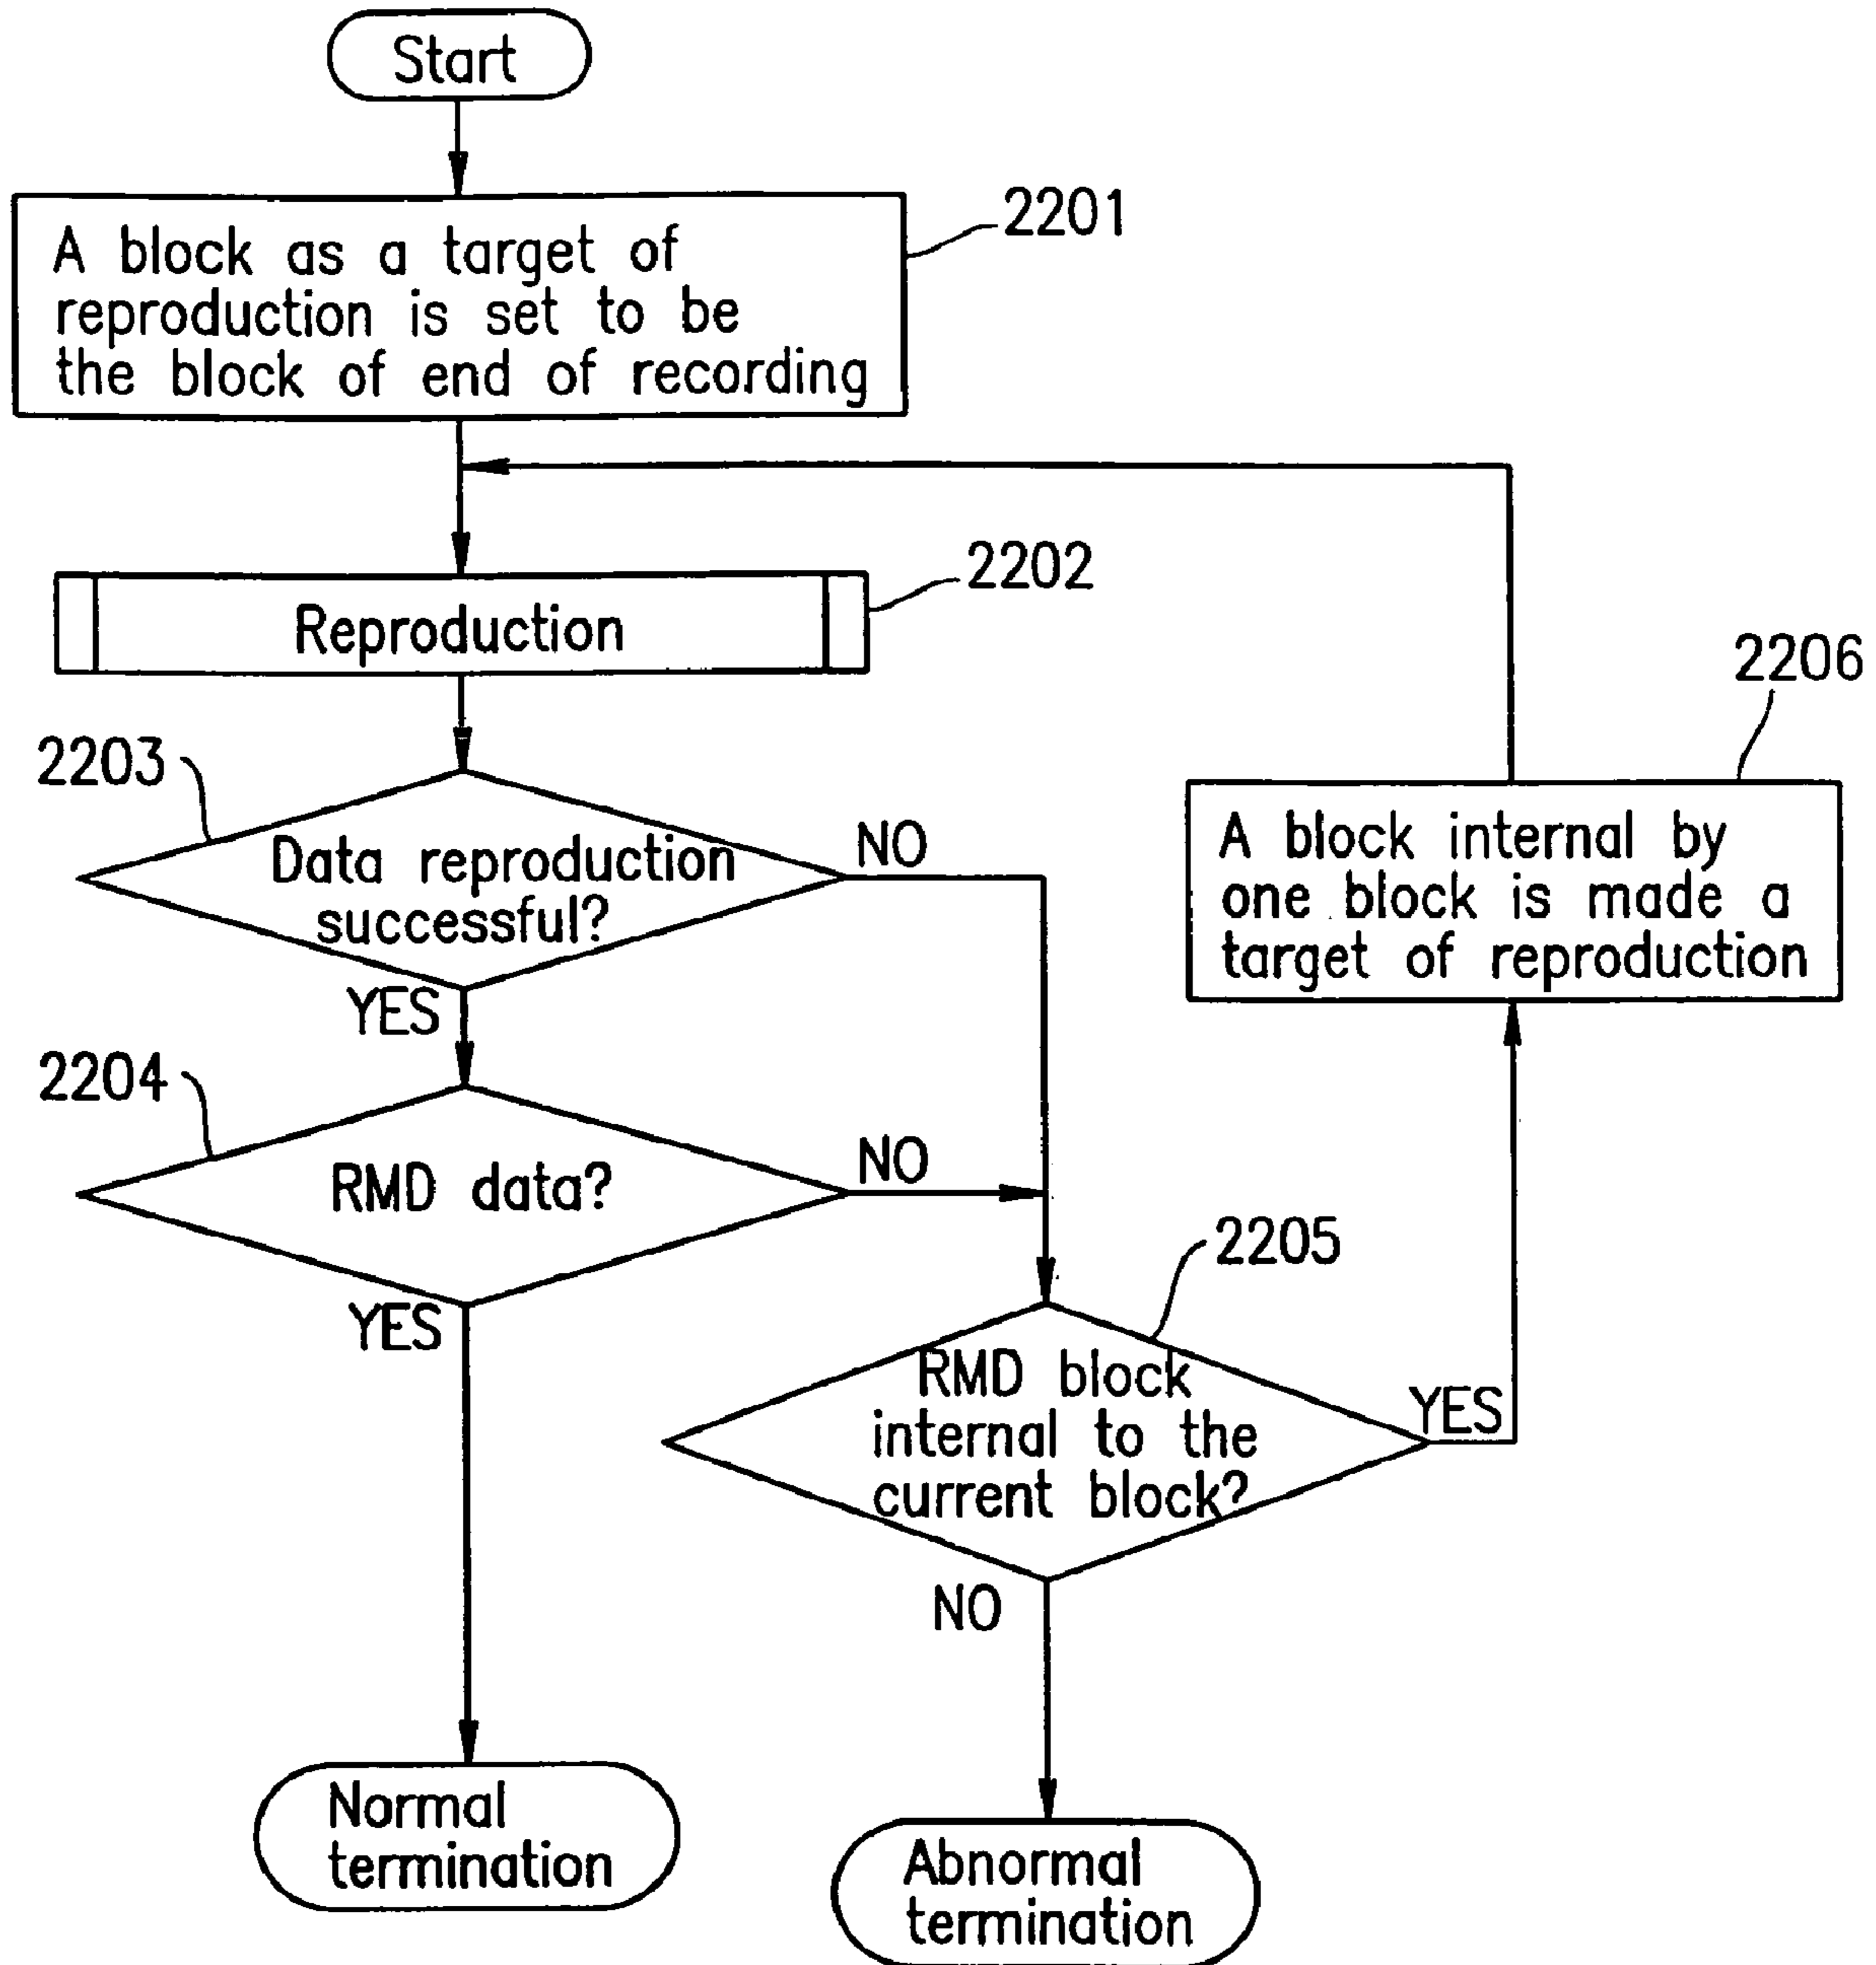 Start
2201
A block as a target of
reproduction is set to be
the block of end of recording
2202
Reproduction
2206
2203
A block internal by
one block is made a
target of reproduction
Data reproduction
successful?
NO
YES
2204
RMD data?
NO
YES
2205
RMD block
internal to the
current block?
YES
NO
Normal
termination
Abnormal
termination